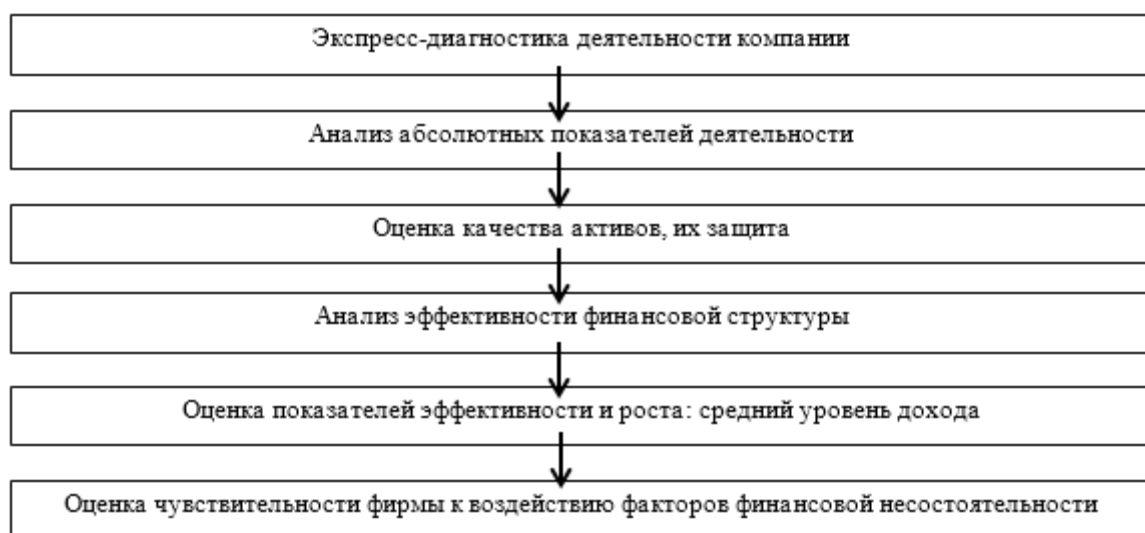 Экспресс-диагностика деятельности компании
Анализ абсолютных показателей деятельности
Оценка качества активов, их защита
Анализ эффективности финансовой структуры
Оценка показателей эффективности и роста: средний уровень дохода
Оценка чувствительности фирмы к воздействию факторов финансовой несостоятельности